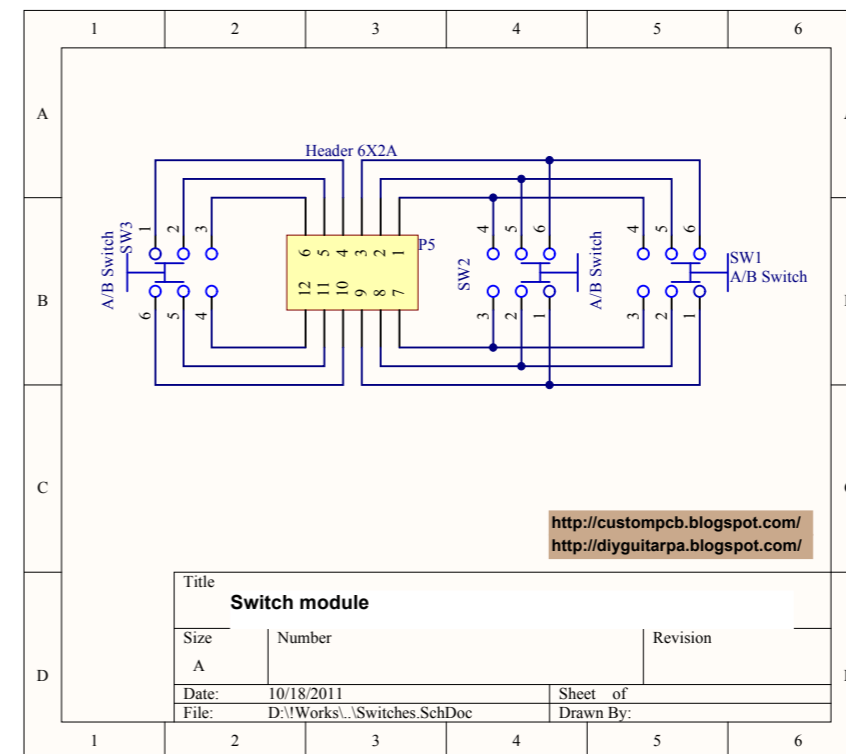 1 2 3 4 5 6
A A
Header 6X2A
1 2 3
SW3
A/B Switch
6 5 4
6 5 4 3 2 1
12 11 10 9 8 7
P5
4 5 6
SW2
A/B Switch
3 2 1
4 5 6
SW1
A/B Switch
3 2 1
B
C
http://custompcb.blogspot.com/
http://diyguitarpa.blogspot.com/
Title
Switch module
Size
Number
Revision
A
D
Date: 10/18/2011
Sheet of
File: D:\!Works\..\Switches.SchDoc
Drawn By:
1 2 3 4 5 6